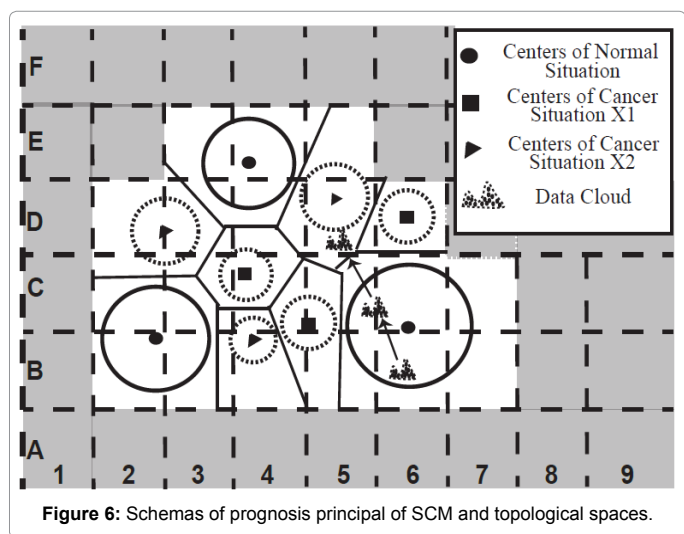 F
E
D
C
B
A
1 2 3 4 5 6 7 8 9
Centers of Normal
Situation
Centers of Cancer
Situation X1
Centers of Cancer
Situation X2
Data Cloud
Figure 6: Schemas of prognosis principal of SCM and topological spaces.